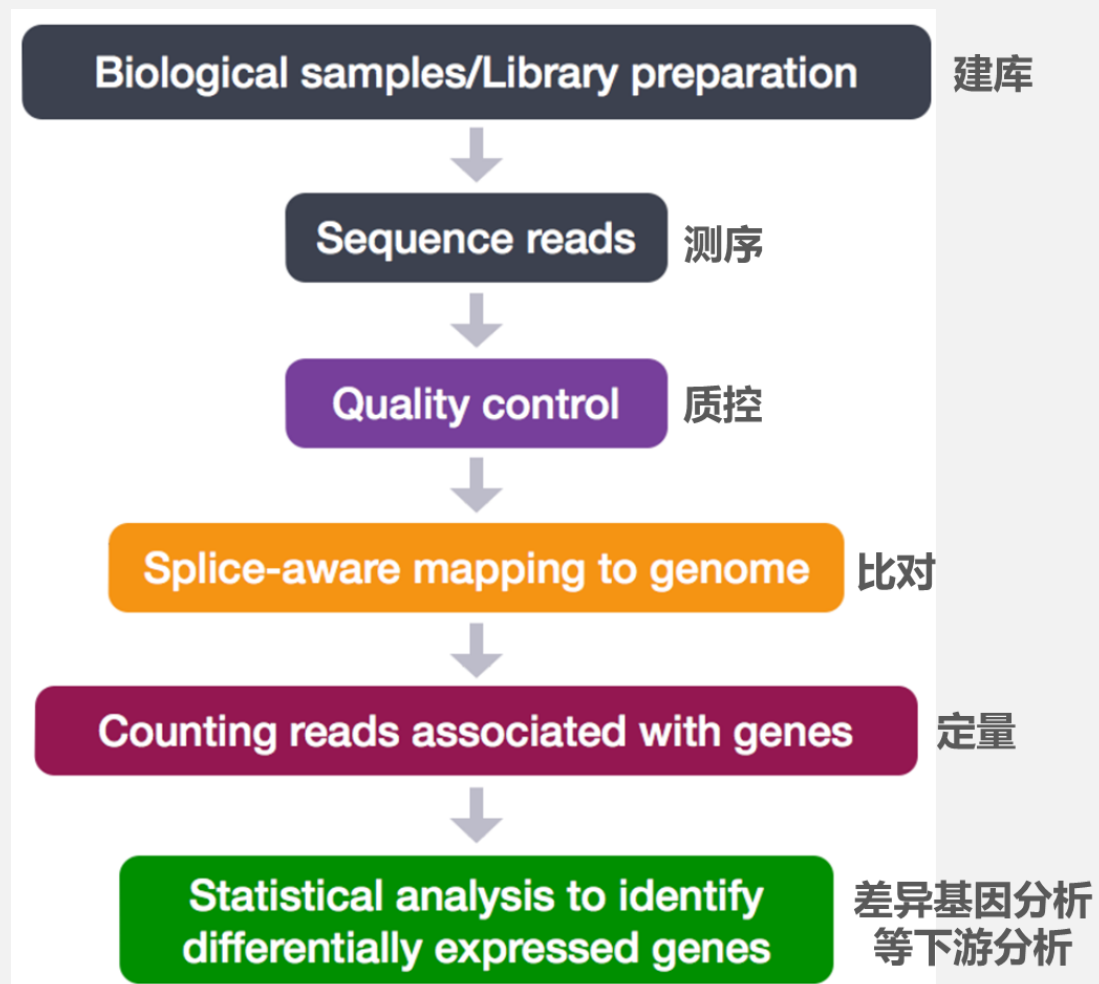 Biological samples/Library preparation 建库
Sequence reads 测序
Quality control 质控
Splice-aware mapping to genome 比对
Counting reads associated with genes 定量
Statistical analysis to identify
differentially expressed genes
差异基因分析
等下游分析